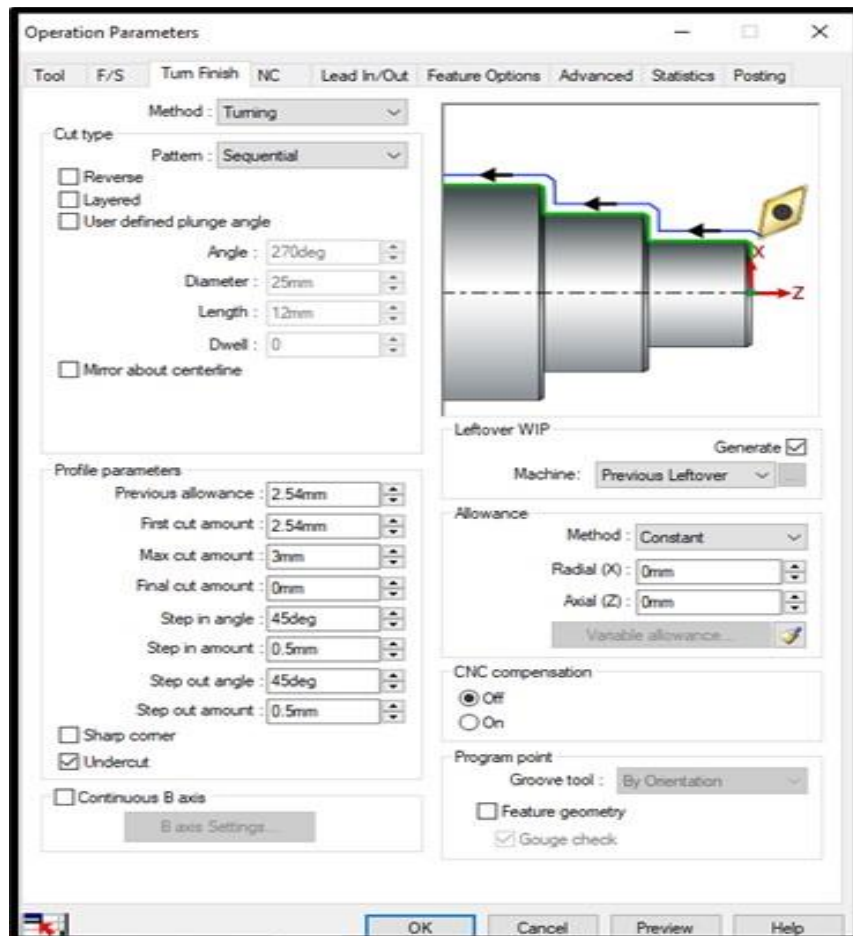 Operation Parameters
Tool F/S Turn Finish NC Lead In/Out Feature Options Advanced Statistics Posting
Method : Turning
Cut type
Pattern : Sequential
Reverse
Layered
User defined plunge angle
Angle : 270deg
Diameter : 25mm
Length : 12mm
Dwell : 0
Mirror about centerline
Profile parameters
Previous allowance : 2.54mm
First cut amount : 2.54mm
Max cut amount : 3mm
Final cut amount : 0mm
Step in angle : 45deg
Step in amount : 0.5mm
Step out angle : 45deg
Step out amount : 0.5mm
Sharp corner
Undercut
Continuous B axis
B axis Settings...
X
Z
Leftover WIP
Generate
Machine: Previous Leftover
...
Allowance
Method : Constant
Radial (X) : 0mm
Axial (Z) : 0mm
Variable allowance...
CNC compensation
Off
On
Program point
Groove tool : By Orientation
Feature geometry
Gouge check
OK Cancel Preview Help